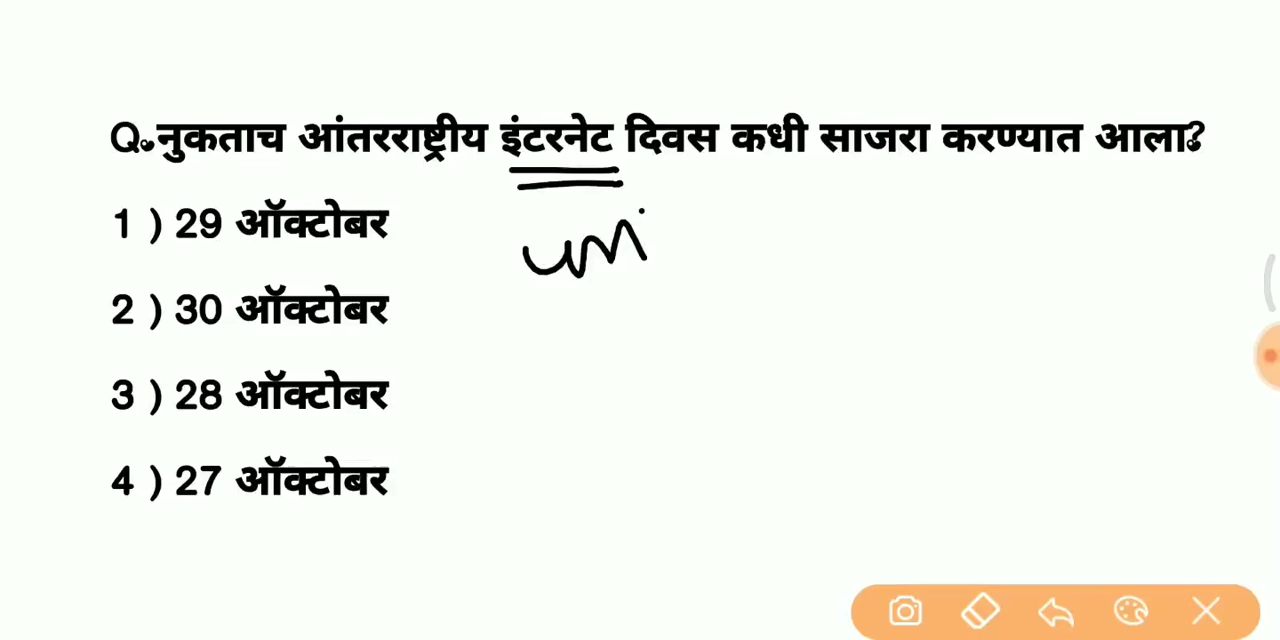 Q.नुकताच आंतरराष्ट्रीय इंटरनेट दिवस कधी साजरा करण्यात आला?
1 ) 29 ऑक्टोबर
2 ) 30 ऑक्टोबर
3 ) 28 ऑक्टोबर
4 ) 27 ऑक्टोबर